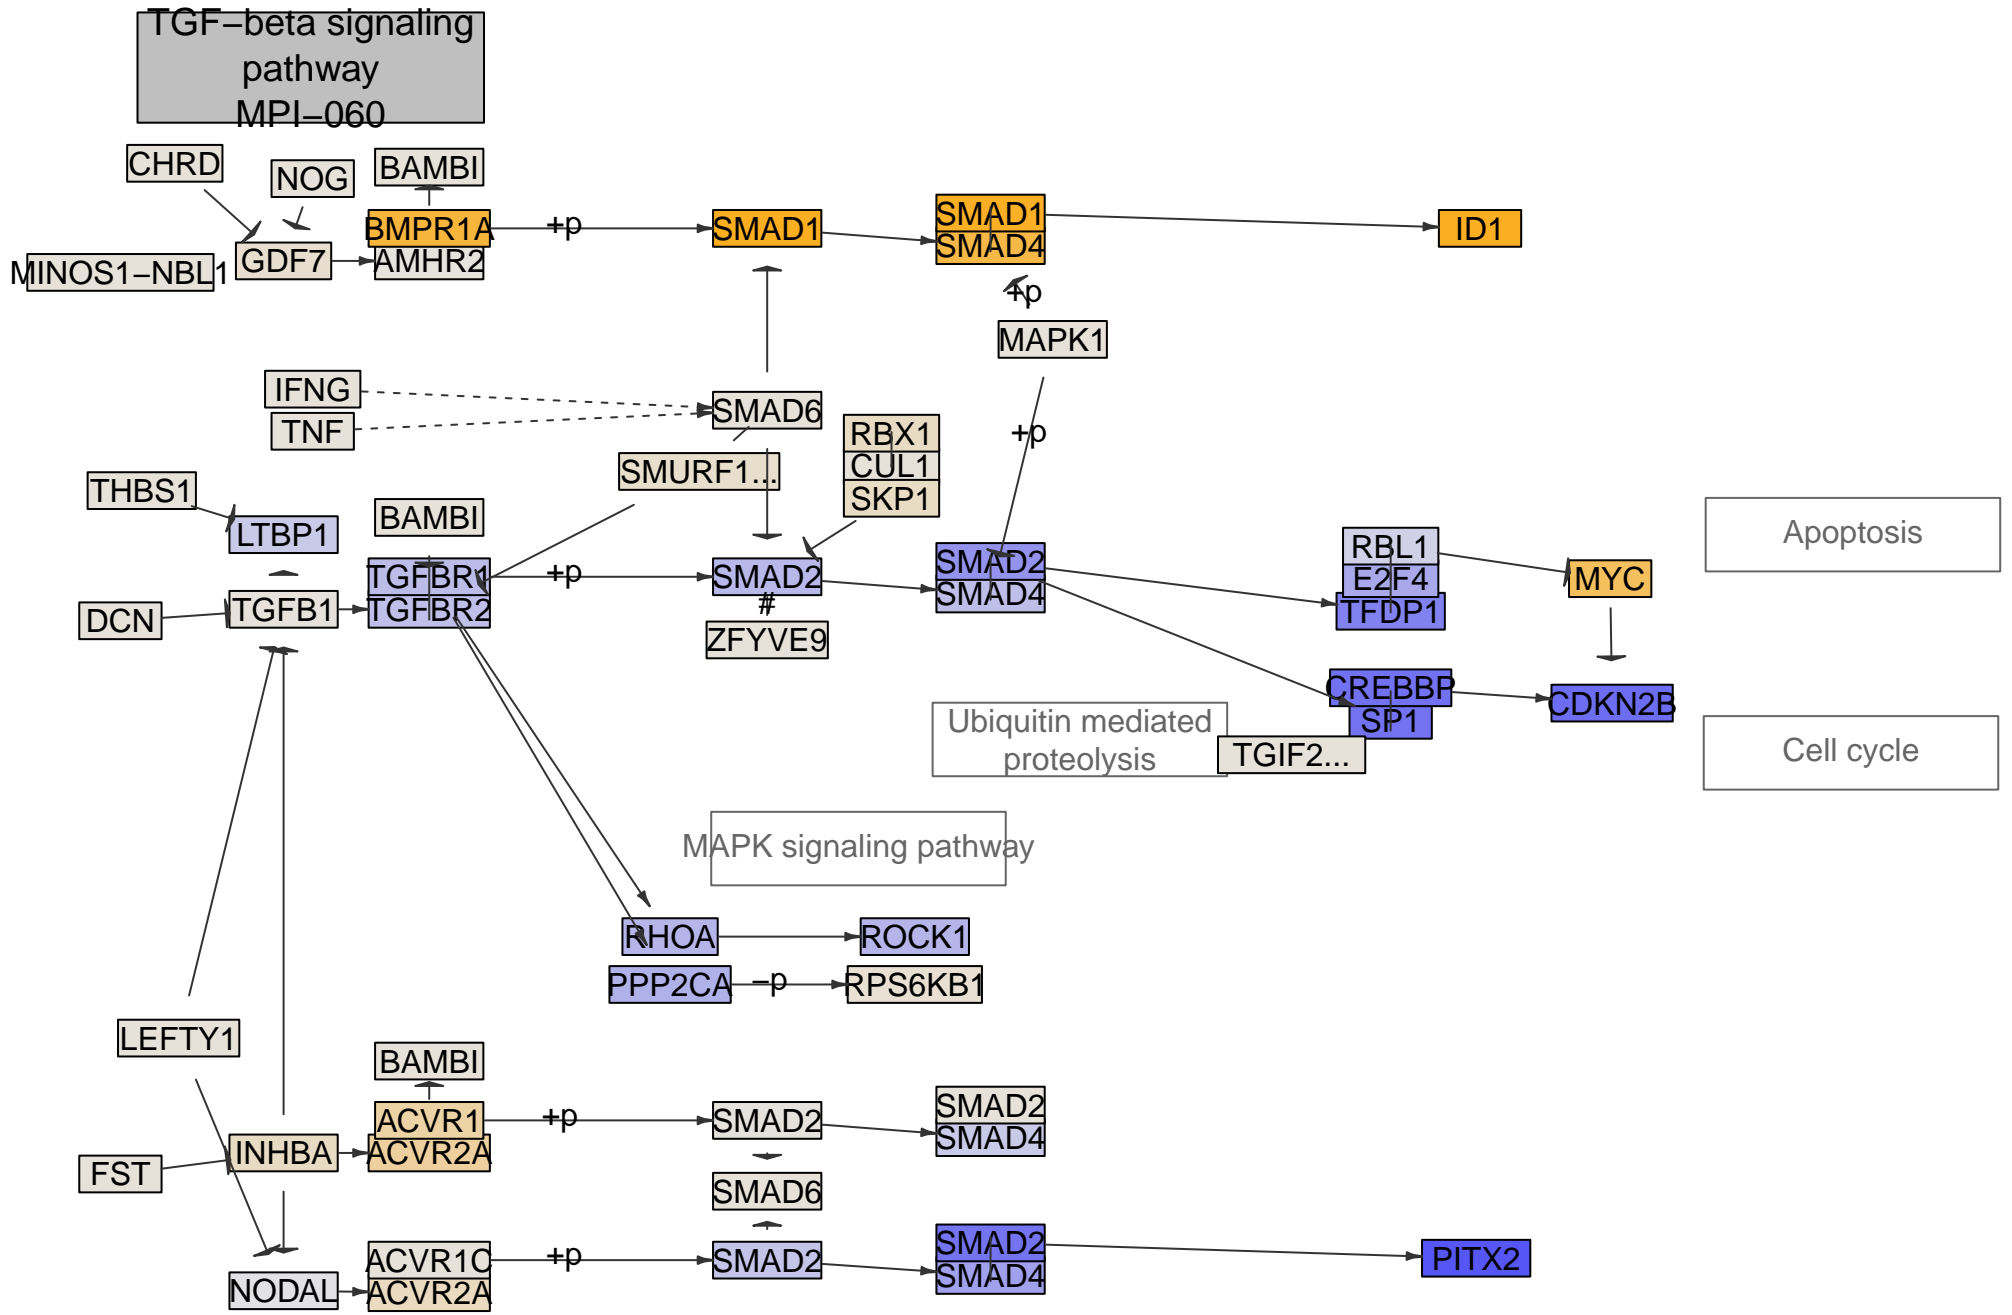 TGF−beta signaling
pathway
MPI−060
CHRD
NOG
BAMBI
BMPR1A
+p
SMAD1
SMAD1
SMAD4
ID1
MINOS1−NBL1
GDF7
AMHR2
+p
MAPK1
IFNG
TNF
SMAD6
SMURF1...
RBX1
CUL1
SKP1
+p
THBS1
LTBP1
BAMBI
TGFBR1
TGFBR2
+p
SMAD2
#
ZFYVE9
SMAD2
SMAD4
RBL1
E2F4
TFDP1
MYC
Apoptosis
DCN
TGFB1
CREBBP
SP1
TGIF2...
CDKN2B
Ubiquitin mediated
proteolysis
Cell cycle
MAPK signaling pathway
RHOA
ROCK1
PPP2CA
−p
RPS6KB1
LEFTY1
BAMBI
ACVR1
ACVR2A
+p
SMAD2
SMAD2
SMAD4
FST
INHBA
SMAD6
ACVR1C
ACVR2A
+p
SMAD2
SMAD2
SMAD4
PITX2
NODAL